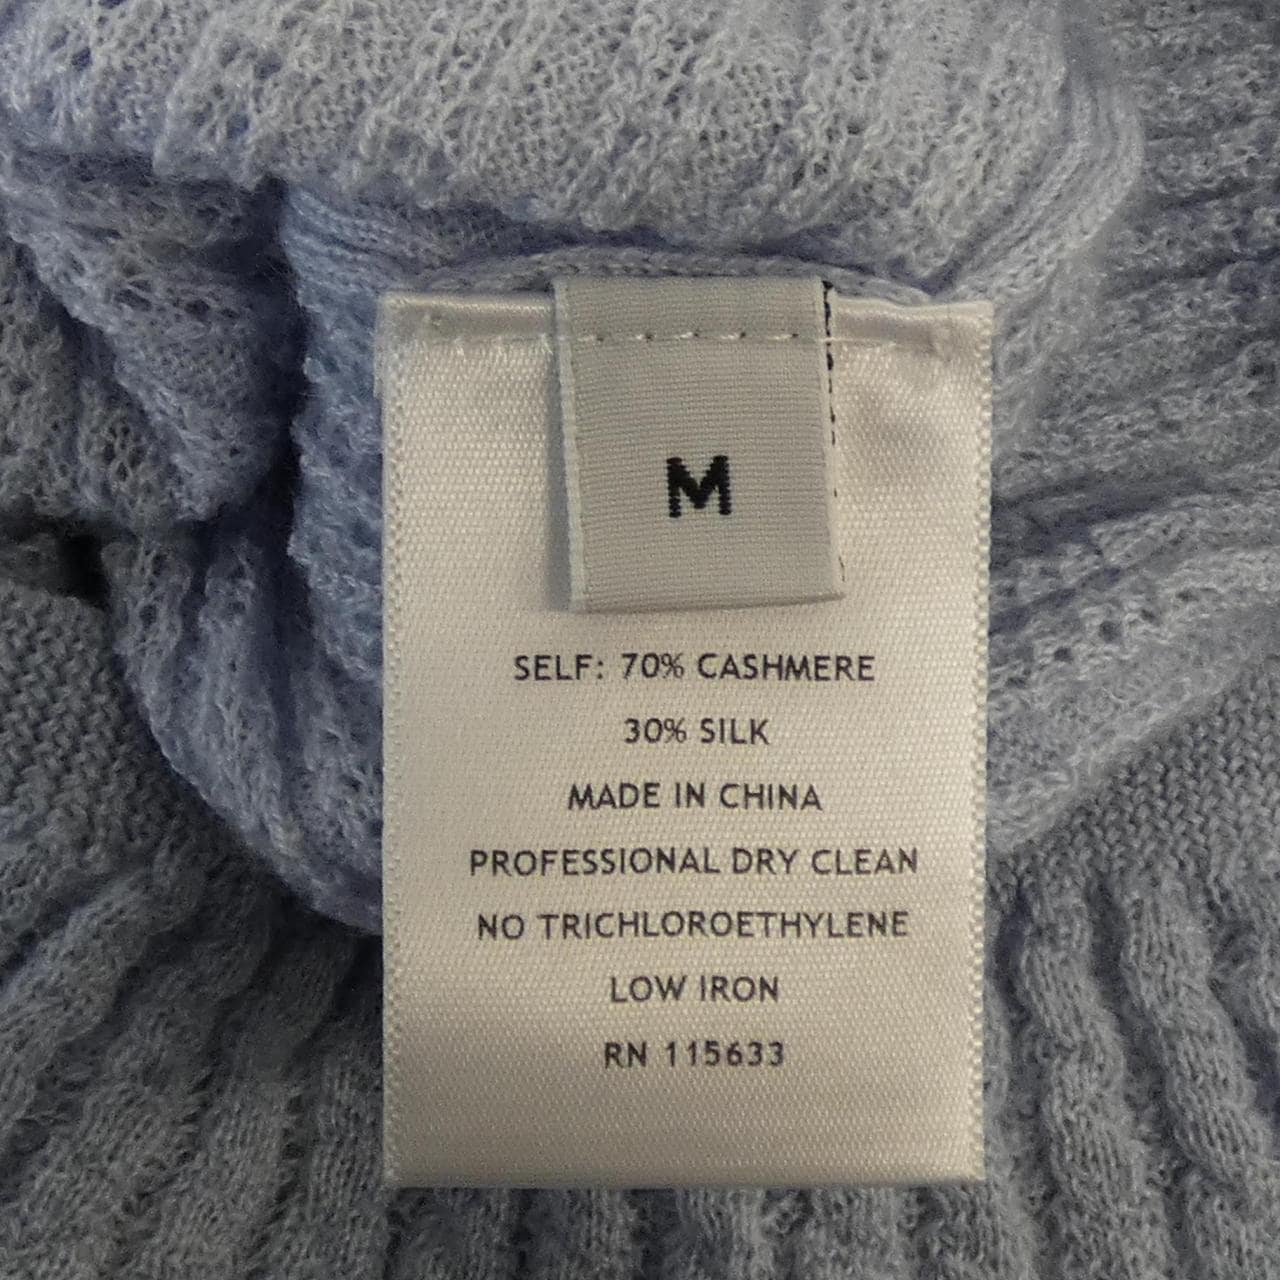 M
SELF: 70% CASHMERE
30% SILK
MADE IN CHINA
PROFESSIONAL DRY CLEAN
NO TRICHLOROETHYLENE
LOW IRON
RN 115633